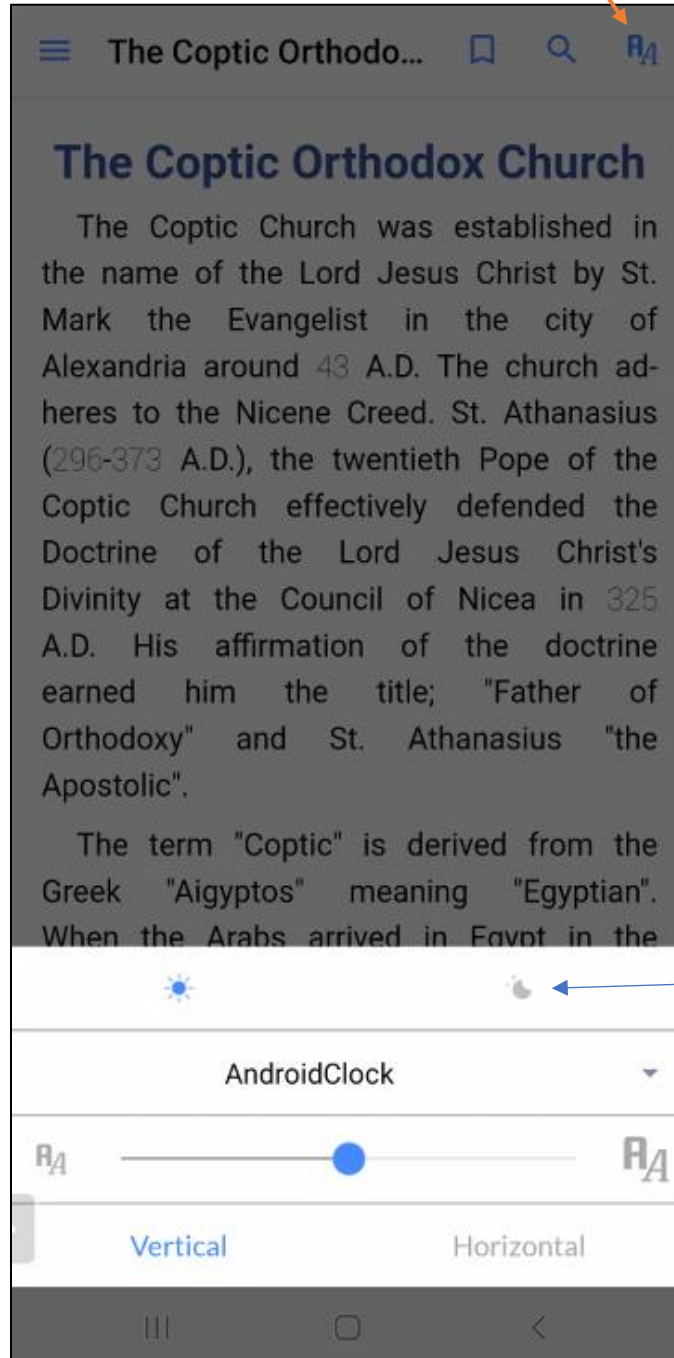 The Coptic Orthodo...
The Coptic Orthodox Church
The Coptic Church was established in
the name of the Lord Jesus Christ by St.
Mark the Evangelist in the city of
Alexandria around 43 A.D. The church ad-
heres to the Nicene Creed. St. Athanasius
(296-373 A.D.), the twentieth Pope of the
Coptic Church effectively defended the
Doctrine of the Lord Jesus Christ's
Divinity at the Council of Nicea in 325
A.D. His affirmation of the doctrine
earned him the title; "Father of
Orthodoxy" and St. Athanasius "the
Apostolic".
The term "Coptic" is derived from the
Greek "Aigyptos" meaning "Egyptian".
When the Arabs arrived in Egypt in the
AndroidClock
Vertical Horizontal